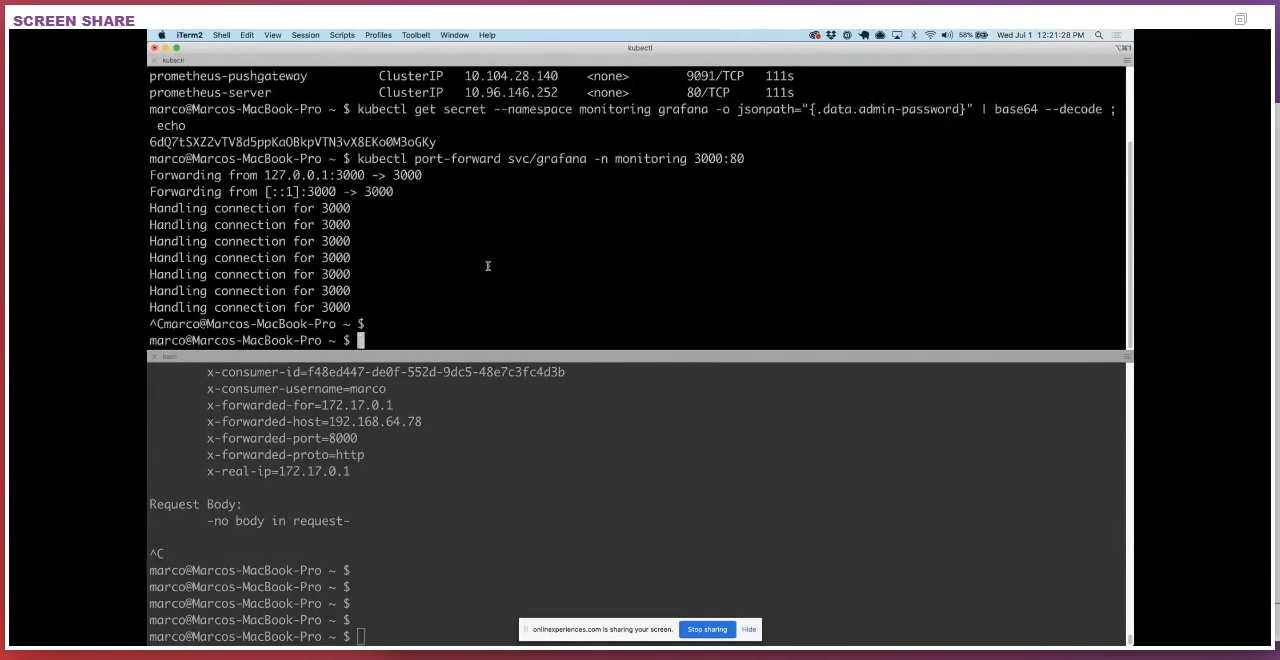 SCREEN SHARE
iTerm2 Shell Edit View Session Scripts Profiles Toolbelt Window Help 58% Wed Jul 1 12:21:28 PM
kubectl ⌥⌘1
kubectl
prometheus-pushgateway ClusterIP 10.104.28.140 <none> 9091/TCP 111s
prometheus-server ClusterIP 10.96.146.252 <none> 80/TCP 111s
marco@Marcos-MacBook-Pro ~ $ kubectl get secret --namespace monitoring grafana -o jsonpath="{.data.admin-password}" | base64 --decode ;
echo
6dQ7tSXZ2vTV8d5ppKaOBkpVTN3vX8EKo0M3oGKy
marco@Marcos-MacBook-Pro ~ $ kubectl port-forward svc/grafana -n monitoring 3000:80
Forwarding from 127.0.0.1:3000 -> 3000
Forwarding from [::1]:3000 -> 3000
Handling connection for 3000
Handling connection for 3000
Handling connection for 3000
Handling connection for 3000
Handling connection for 3000
Handling connection for 3000
Handling connection for 3000
^Cmarco@Marcos-MacBook-Pro ~ $
marco@Marcos-MacBook-Pro ~ $
bash
x-consumer-id=f48ed447-de0f-552d-9dc5-48e7c3fc4d3b
x-consumer-username=marco
x-forwarded-for=172.17.0.1
x-forwarded-host=192.168.64.78
x-forwarded-port=8000
x-forwarded-proto=http
x-real-ip=172.17.0.1
Request Body:
-no body in request-
^C
marco@Marcos-MacBook-Pro ~ $
marco@Marcos-MacBook-Pro ~ $
marco@Marcos-MacBook-Pro ~ $
marco@Marcos-MacBook-Pro ~ $
marco@Marcos-MacBook-Pro ~ $
onlinexperiences.com is sharing your screen. Stop sharing Hide